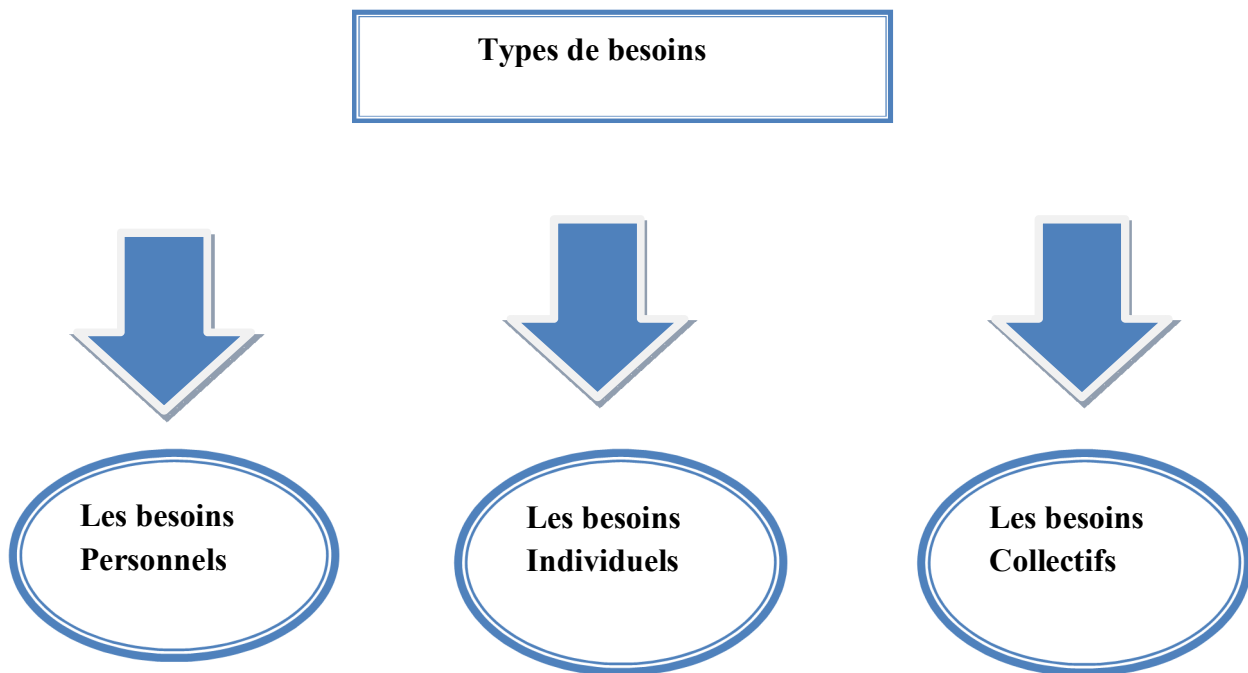 Types de besoins
Les besoins
Personnels
Les besoins
Individuels
Les besoins
Collectifs